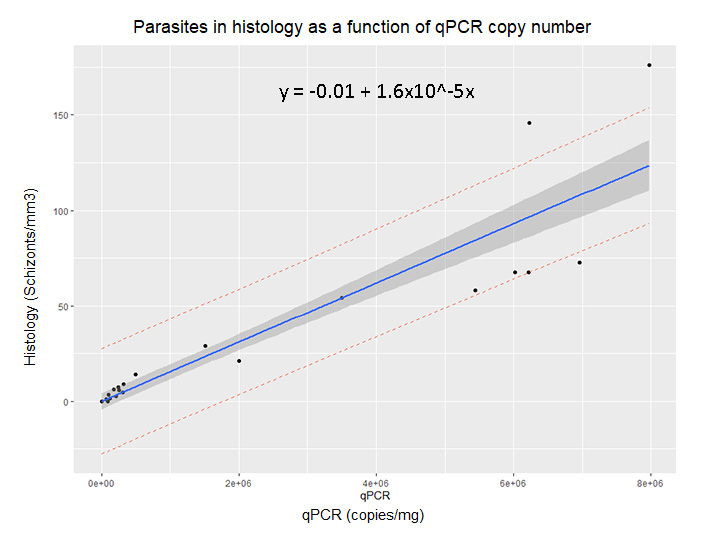 Parasites in histology as a function of qPCR copy number
y = -0.01 + 1.6x10^-5x
Histology (Schizonts/mm3)
150
100
50
0
0e+00 2e+06 4e+06 6e+06 8e+06
qPCR
qPCR (copies/mg)